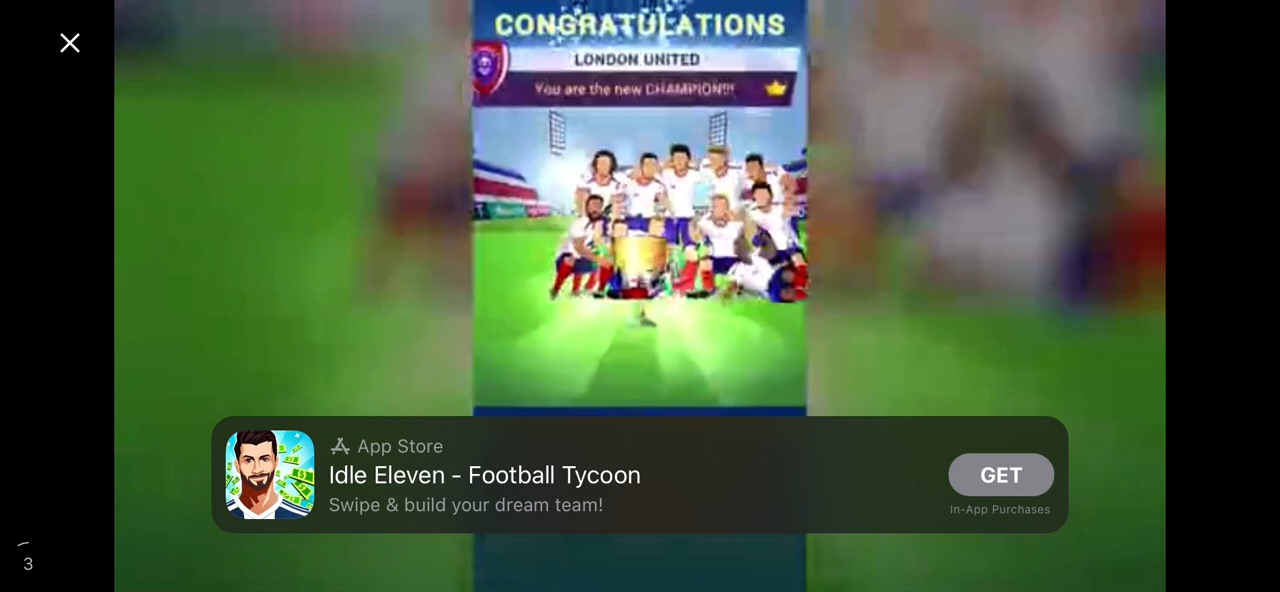 CONGRATULATIONS
LONDON UNITED
You are the new CHAMPION!!!
App Store
Idle Eleven - Football Tycoon
Swipe & build your dream team!
GET
In-App Purchases
3